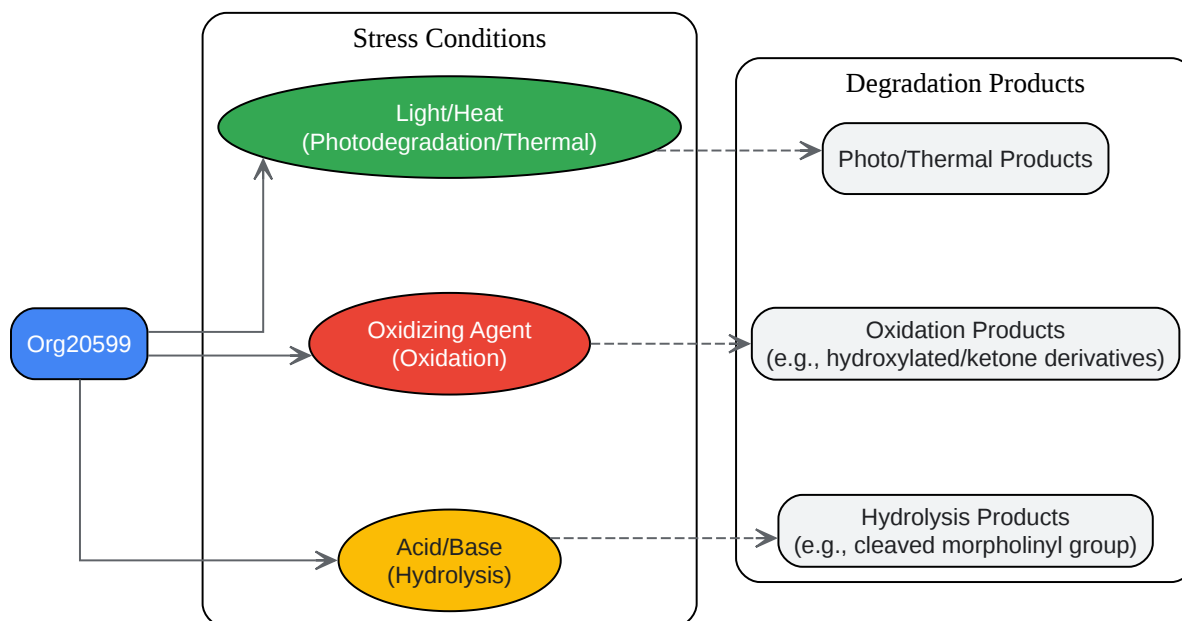 Stress Conditions
Light/Heat
(Photodegradation/Thermal)
Degradation Products
Photo/Thermal Products
Org20599
Oxidizing Agent
(Oxidation)
Oxidation Products
(e.g., hydroxylated/ketone derivatives)
Acid/Base
(Hydrolysis)
Hydrolysis Products
(e.g., cleaved morpholinyl group)